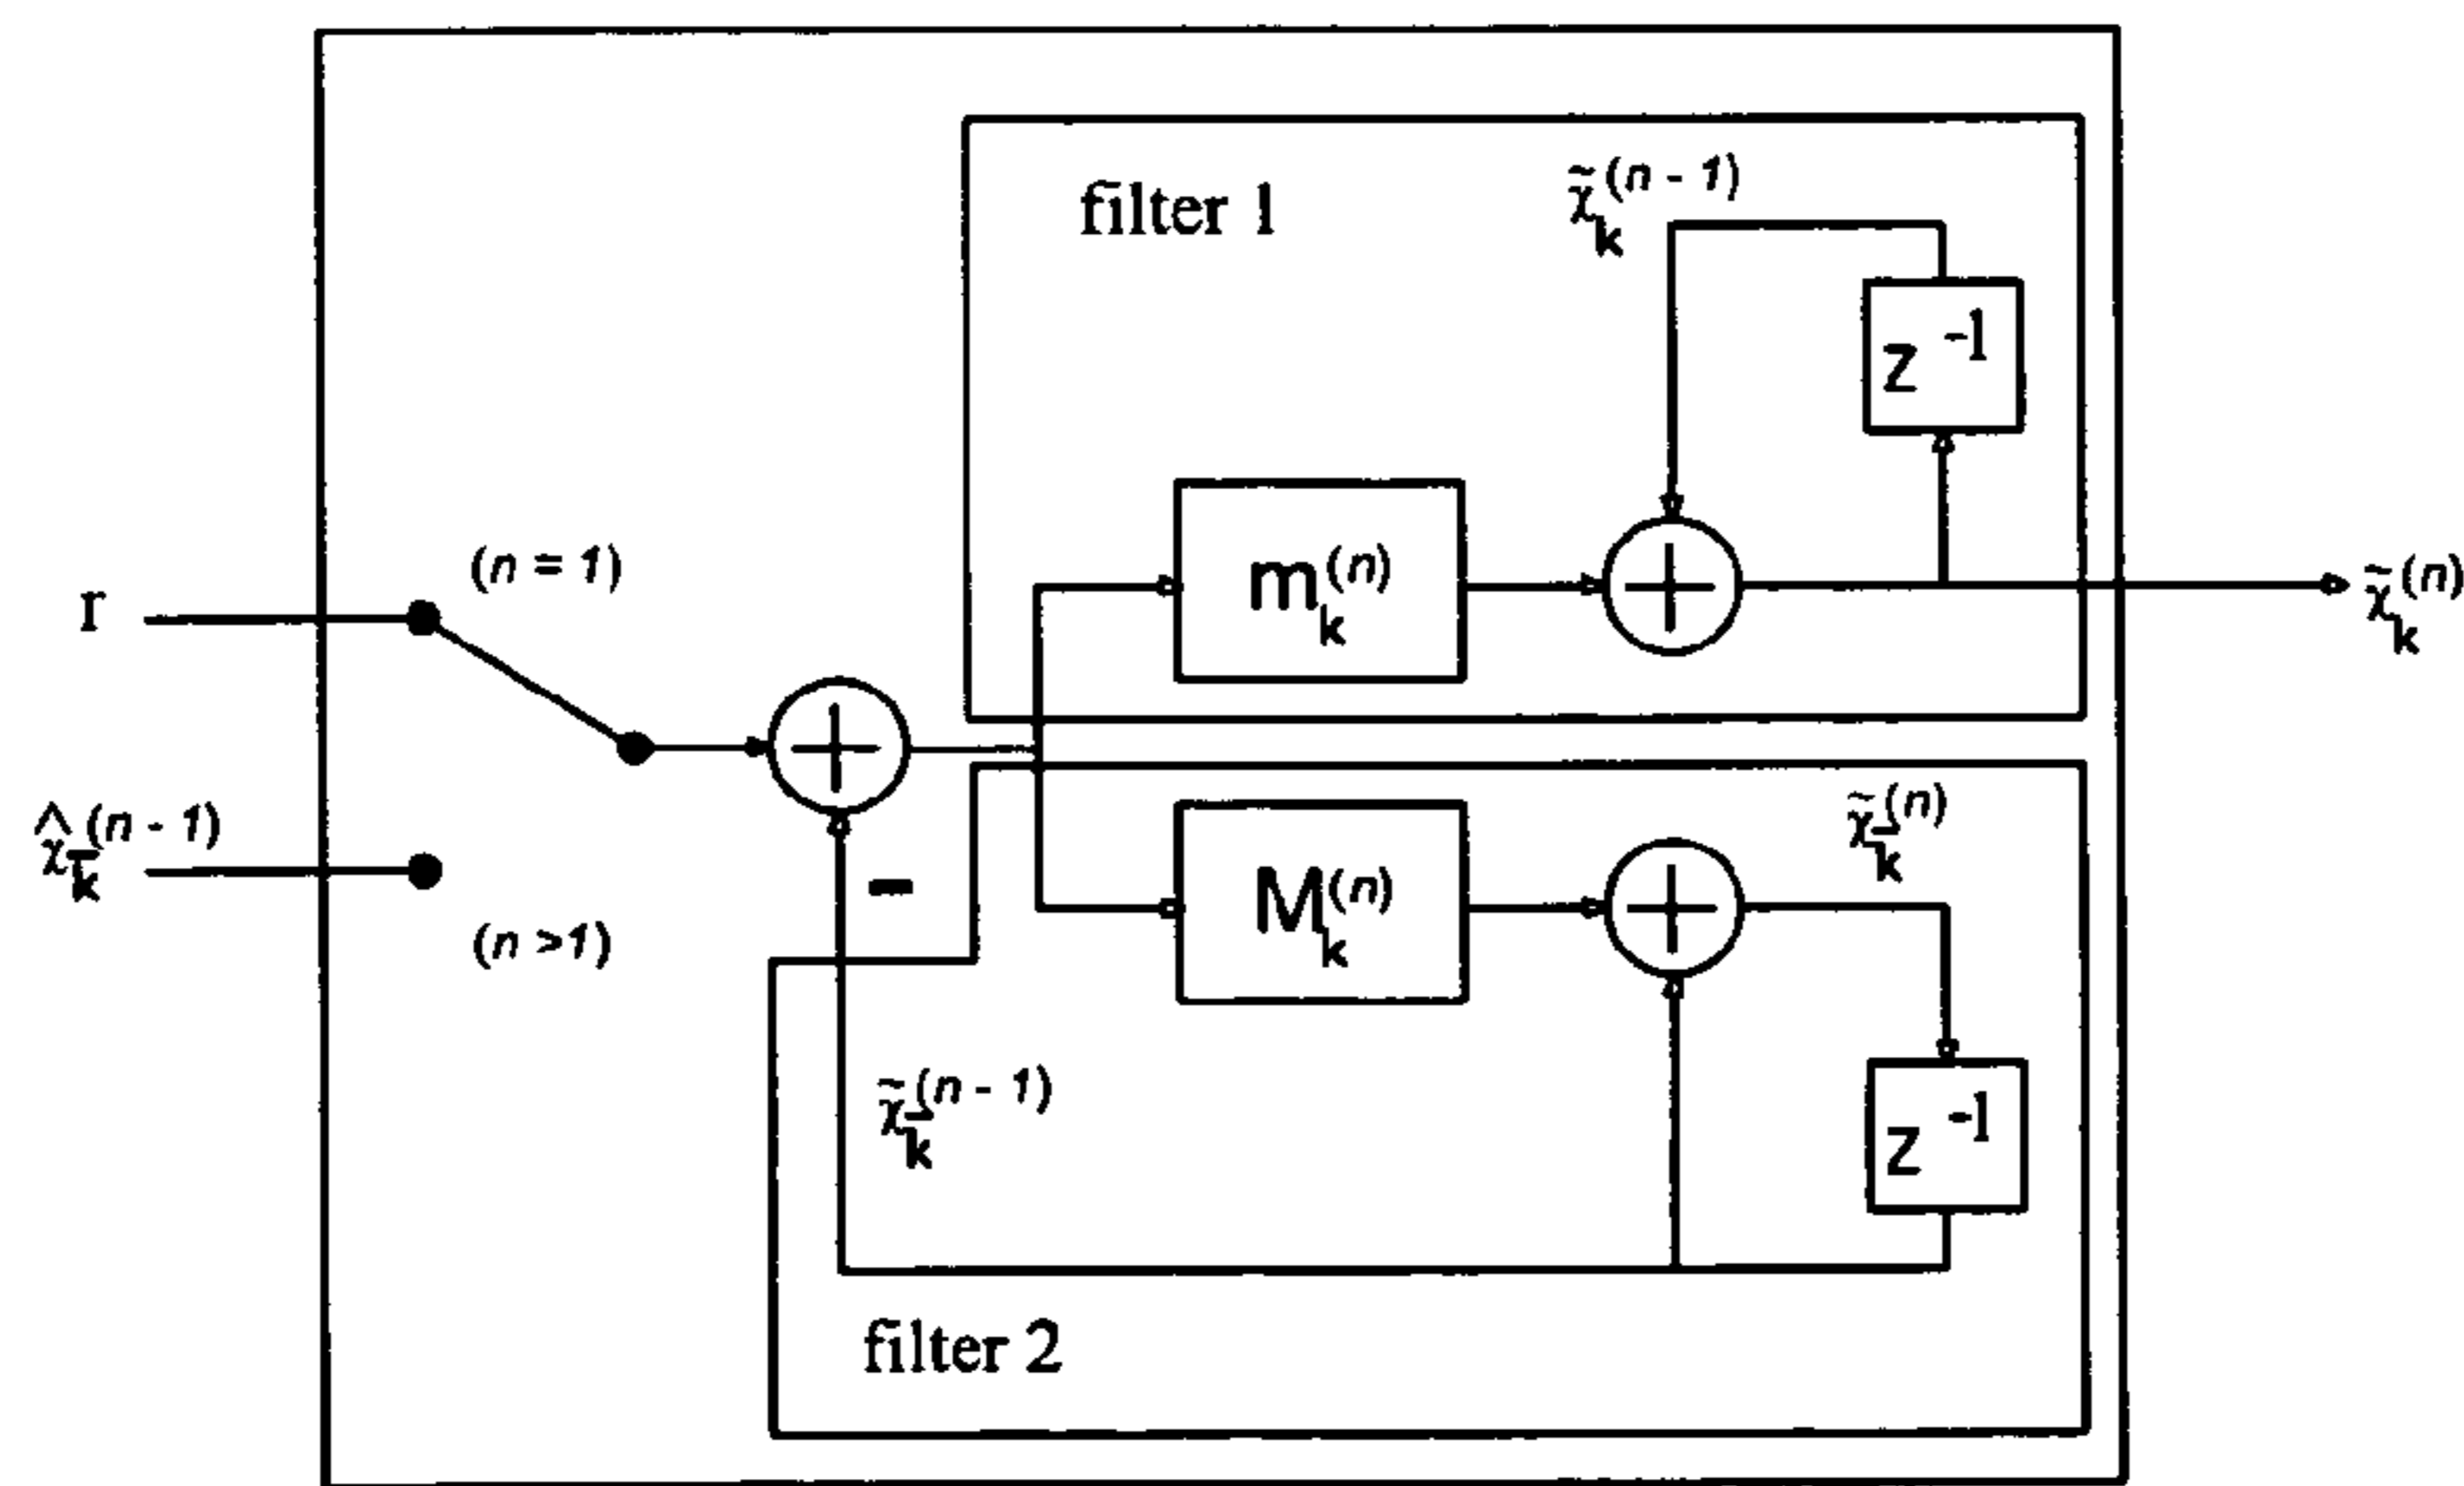 filter 1
χ̃k(n - 1)
z-1
(n = 1)
r
mk(n)
χ̃k(n)
χ̂k̅(n - 1)
(n >1)
-
Mk(n)
χ̃k̅(n)
χ̃k̅(n - 1)
z-1
filter 2